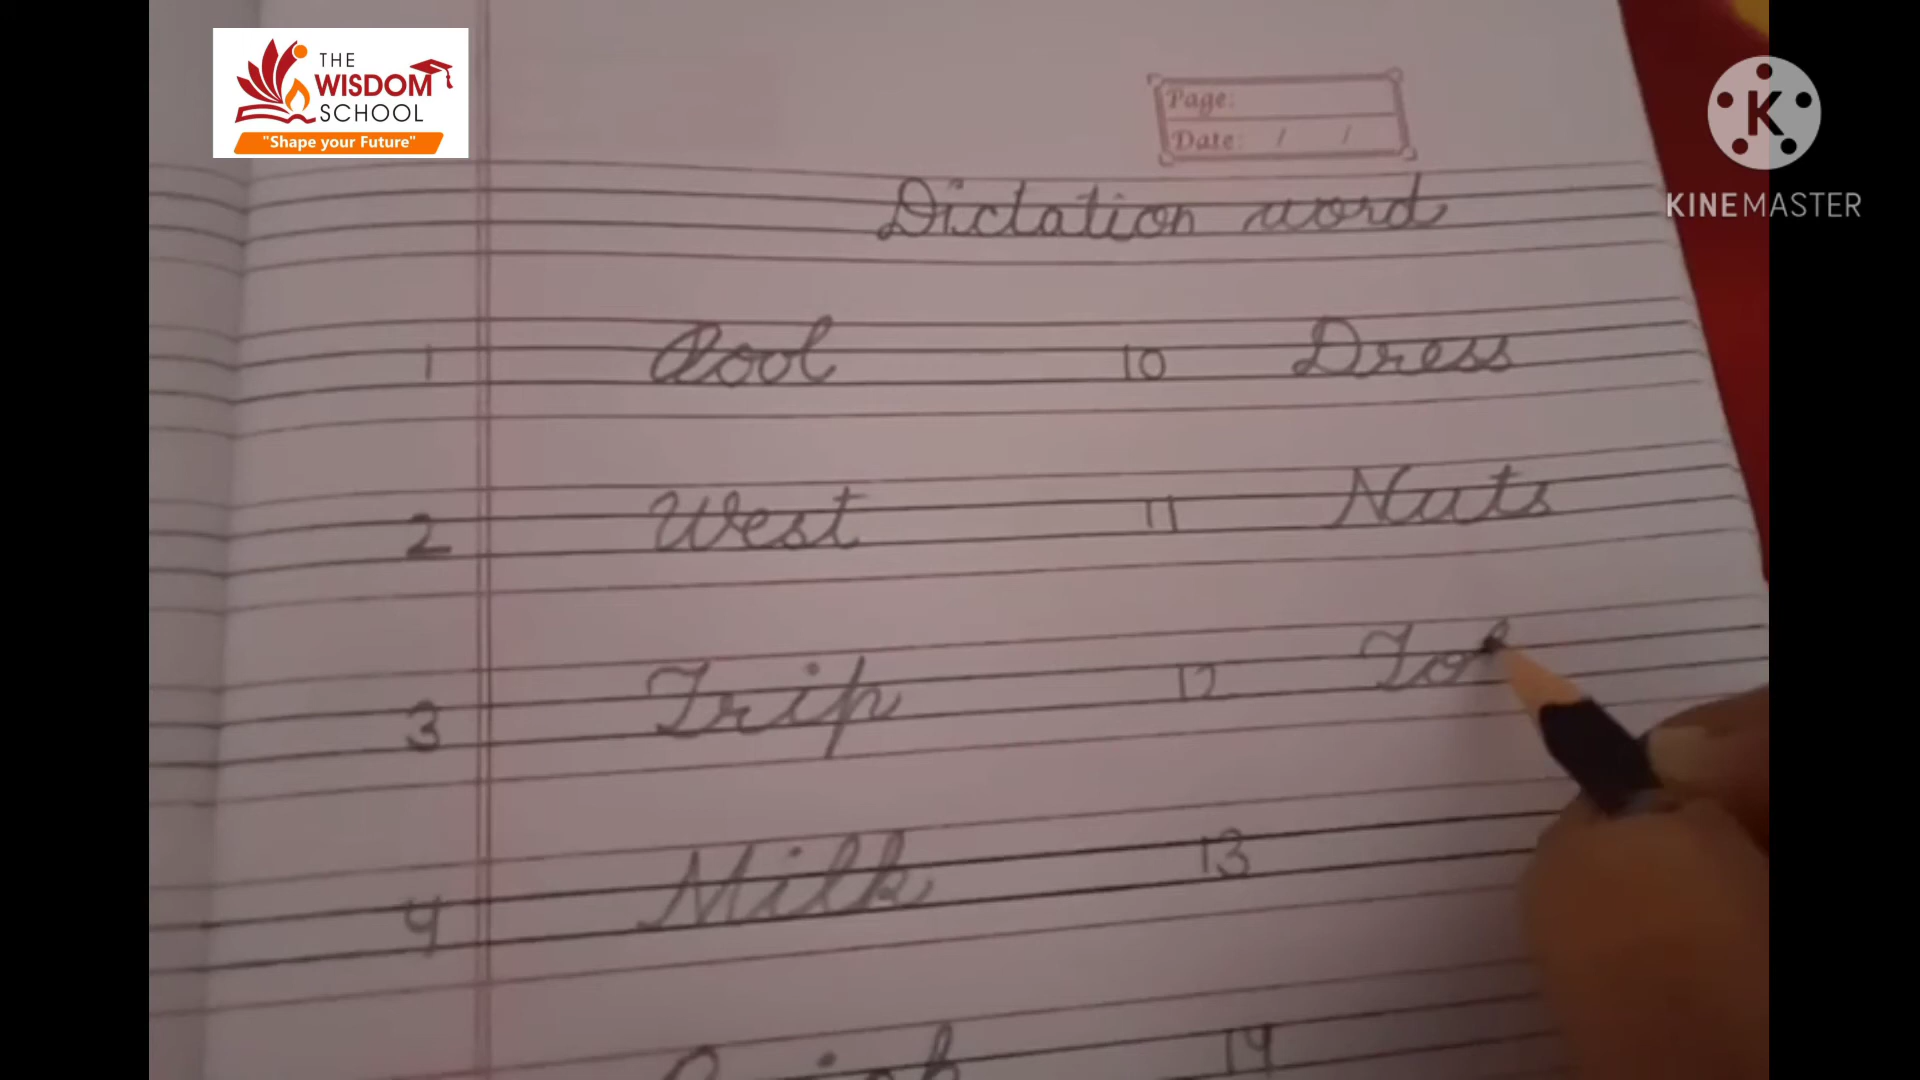 THE
WISDOM
SCHOOL
"Shape your Future"
K
KINEMASTER
Page:
Date: / /
Dictation word
1 Pool 10 Dress
2 West 11 Nuts
3 Trip 12
4 Milk 13
14